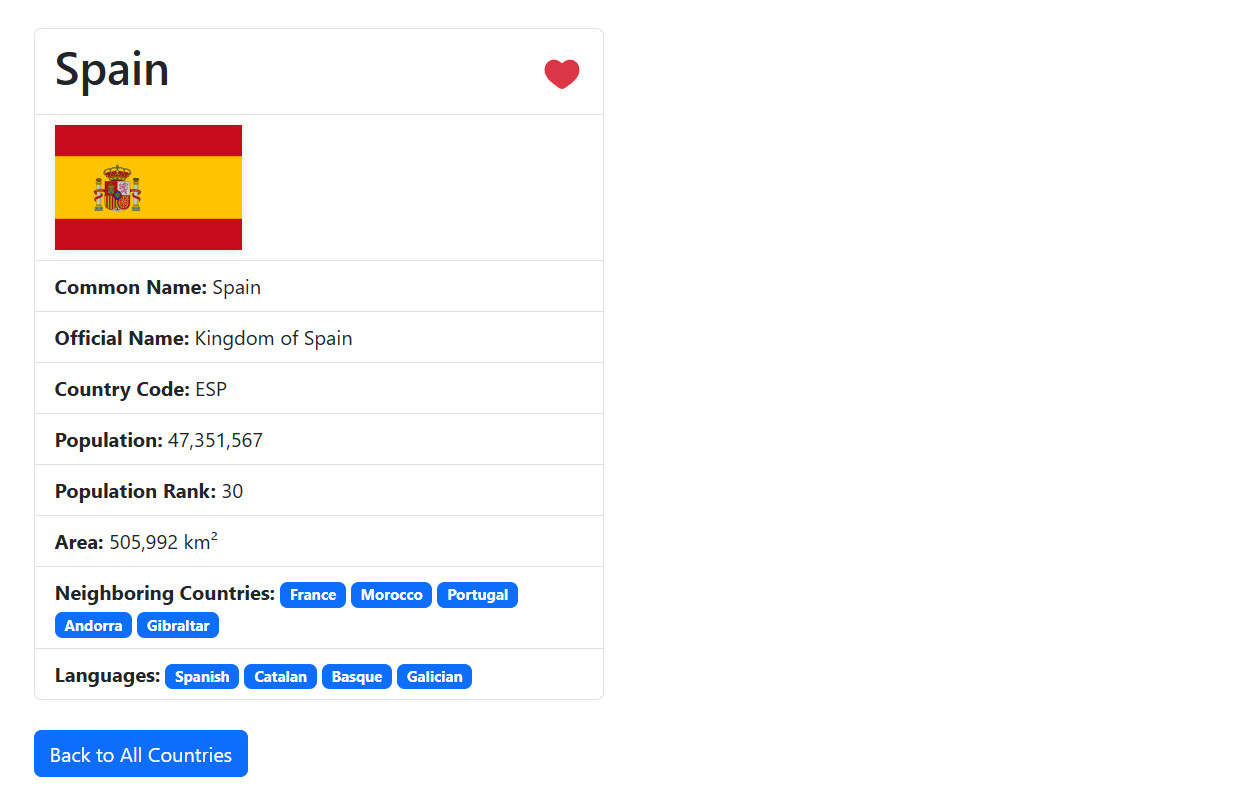 Spain
Common Name: Spain
Official Name: Kingdom of Spain
Country Code: ESP
Population: 47,351,567
Population Rank: 30
Area: 505,992 km²
Neighboring Countries: France Morocco Portugal
Andorra Gibraltar
Languages: Spanish Catalan Basque Galician
Back to All Countries